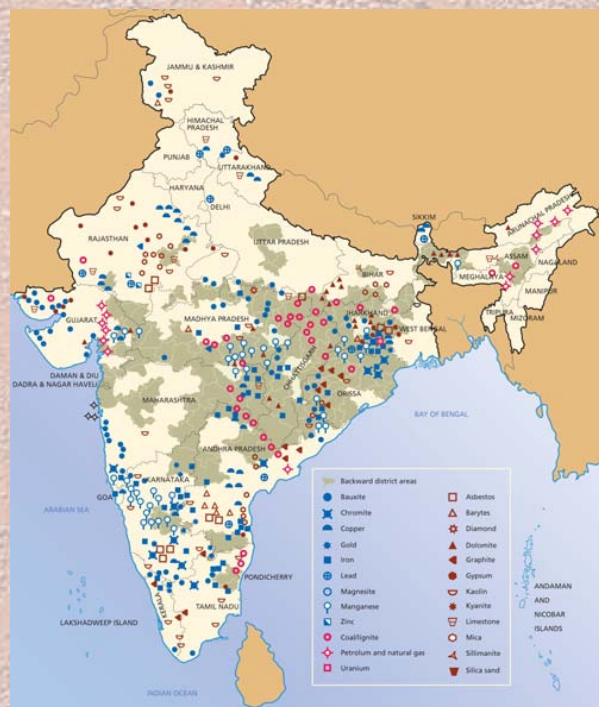 JAMMU & KASHMIR
HIMACHAL
PRADESH
PUNJAB
UTTARAKHAND
HARYANA
DELHI
RAJASTHAN
UTTAR PRADESH
SIKKIM
ARUNACHAL PRADESH
ASSAM
NAGALAND
MEGHALAYA
MANIPUR
BIHAR
TRIPURA
MIZORAM
GUJARAT
MADHYA PRADESH
JHARKHAND
WEST BENGAL
CHHATTISGARH
DAMAN & DIU
DADRA & NAGAR HAVELI
MAHARASHTRA
ORISSA
BAY OF BENGAL
ANDHRA PRADESH
GOA
KARNATAKA
ARABIAN SEA
PONDICHERRY
KERALA
TAMIL NADU
LAKSHADWEEP ISLAND
ANDAMAN
AND
NICOBAR
ISLANDS
INDIAN OCEAN
Backward district areas
Bauxite
Chromite
Copper
Gold
Iron
Lead
Magnesite
Manganese
Zinc
Coal/lignite
Petrolium and natural gas
Uranium
Asbestos
Barytes
Diamond
Dolomite
Graphite
Gypsum
Kaolin
Kyanite
Limestone
Mica
Sillimanite
Silica sand